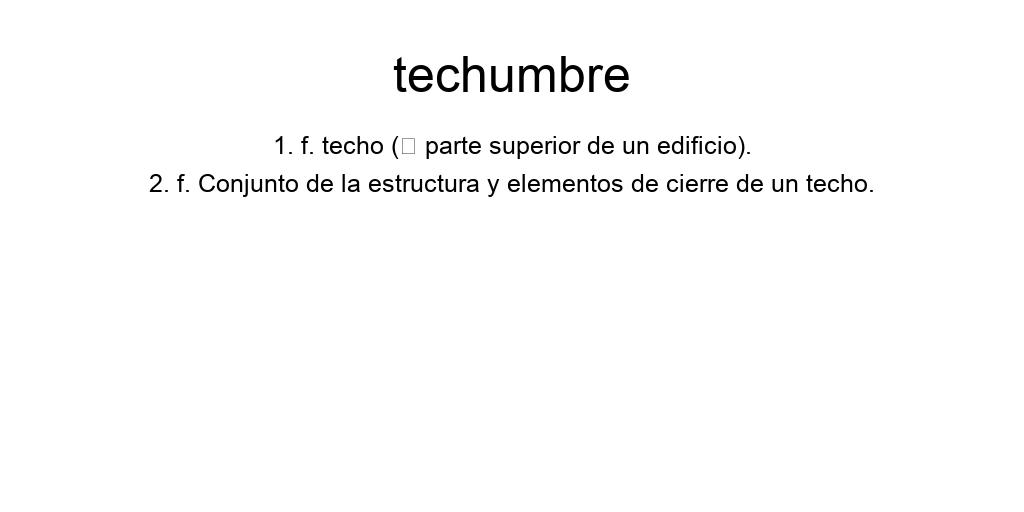 techumbre
1. f. techo (□ parte superior de un edificio).
2. f. Conjunto de la estructura y elementos de cierre de un techo.